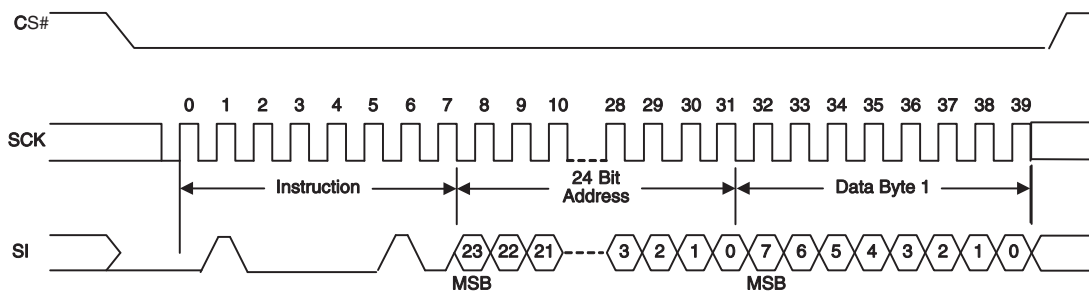 CS#
0 1 2 3 4 5 6 7 8 9 10 28 29 30 31 32 33 34 35 36 37 38 39
SCK
Instruction
24 Bit
Address
Data Byte 1
SI
23 22 21 3 2 1 0 7 6 5 4 3 2 1 0
MSB MSB